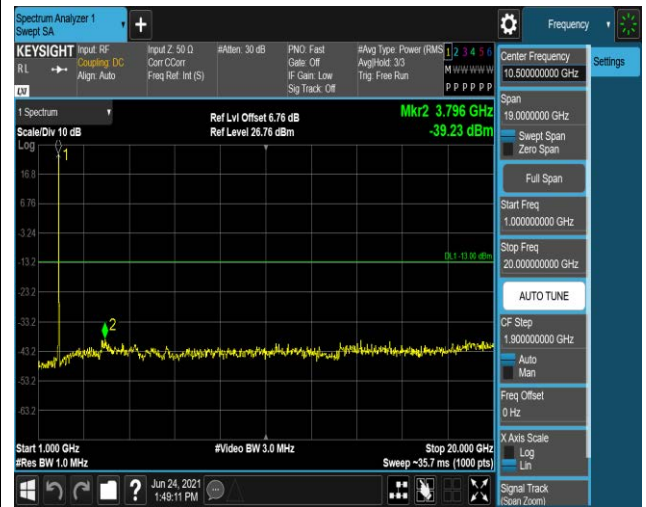 Spectrum Analyzer 1
Swept SA
Frequency
KEYSIGHT
RL
Input: RF
Coupling: DC
Align: Auto
Input Z: 50 Ω
Corr CCorr
Freq Ref: Int (S)
#Atten: 30 dB
PNO: Fast
Gate: Off
IF Gain: Low
Sig Track: Off
#Avg Type: Power (RMS
Avg|Hold: 3/3
Trig: Free Run
1 2 3 4 5 6
M W W W W W
P P P P P P
1 Spectrum
Scale/Div 10 dB
Log
Ref Lvl Offset 6.76 dB
Ref Level 26.76 dBm
Mkr2 3.796 GHz
-39.23 dBm
1
16.8
6.76
-3.24
DL1 -13.00 dBm
-13.2
-23.2
-33.2
2
-43.2
-53.2
-63.2
Start 1.000 GHz
#Res BW 1.0 MHz
#Video BW 3.0 MHz
Stop 20.000 GHz
Sweep ~35.7 ms (1000 pts)
Jun 24, 2021
1:49:11 PM
Center Frequency
10.500000000 GHz
Settings
Span
19.0000000 GHz
Swept Span
Zero Span
Full Span
Start Freq
1.000000000 GHz
Stop Freq
20.000000000 GHz
AUTO TUNE
CF Step
1.900000000 GHz
Auto
Man
Freq Offset
0 Hz
X Axis Scale
Log
Lin
Signal Track
(Span Zoom)